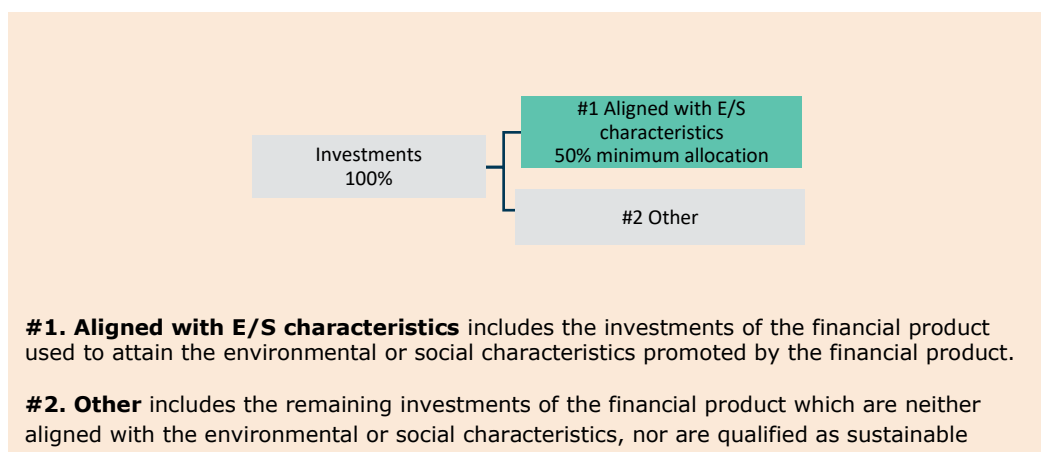 #1 Aligned with E/S
characteristics
50% minimum allocation
Investments
100%
#2 Other
#1. Aligned with E/S characteristics includes the investments of the financial product
used to attain the environmental or social characteristics promoted by the financial product.
#2. Other includes the remaining investments of the financial product which are neither
aligned with the environmental or social characteristics, nor are qualified as sustainable